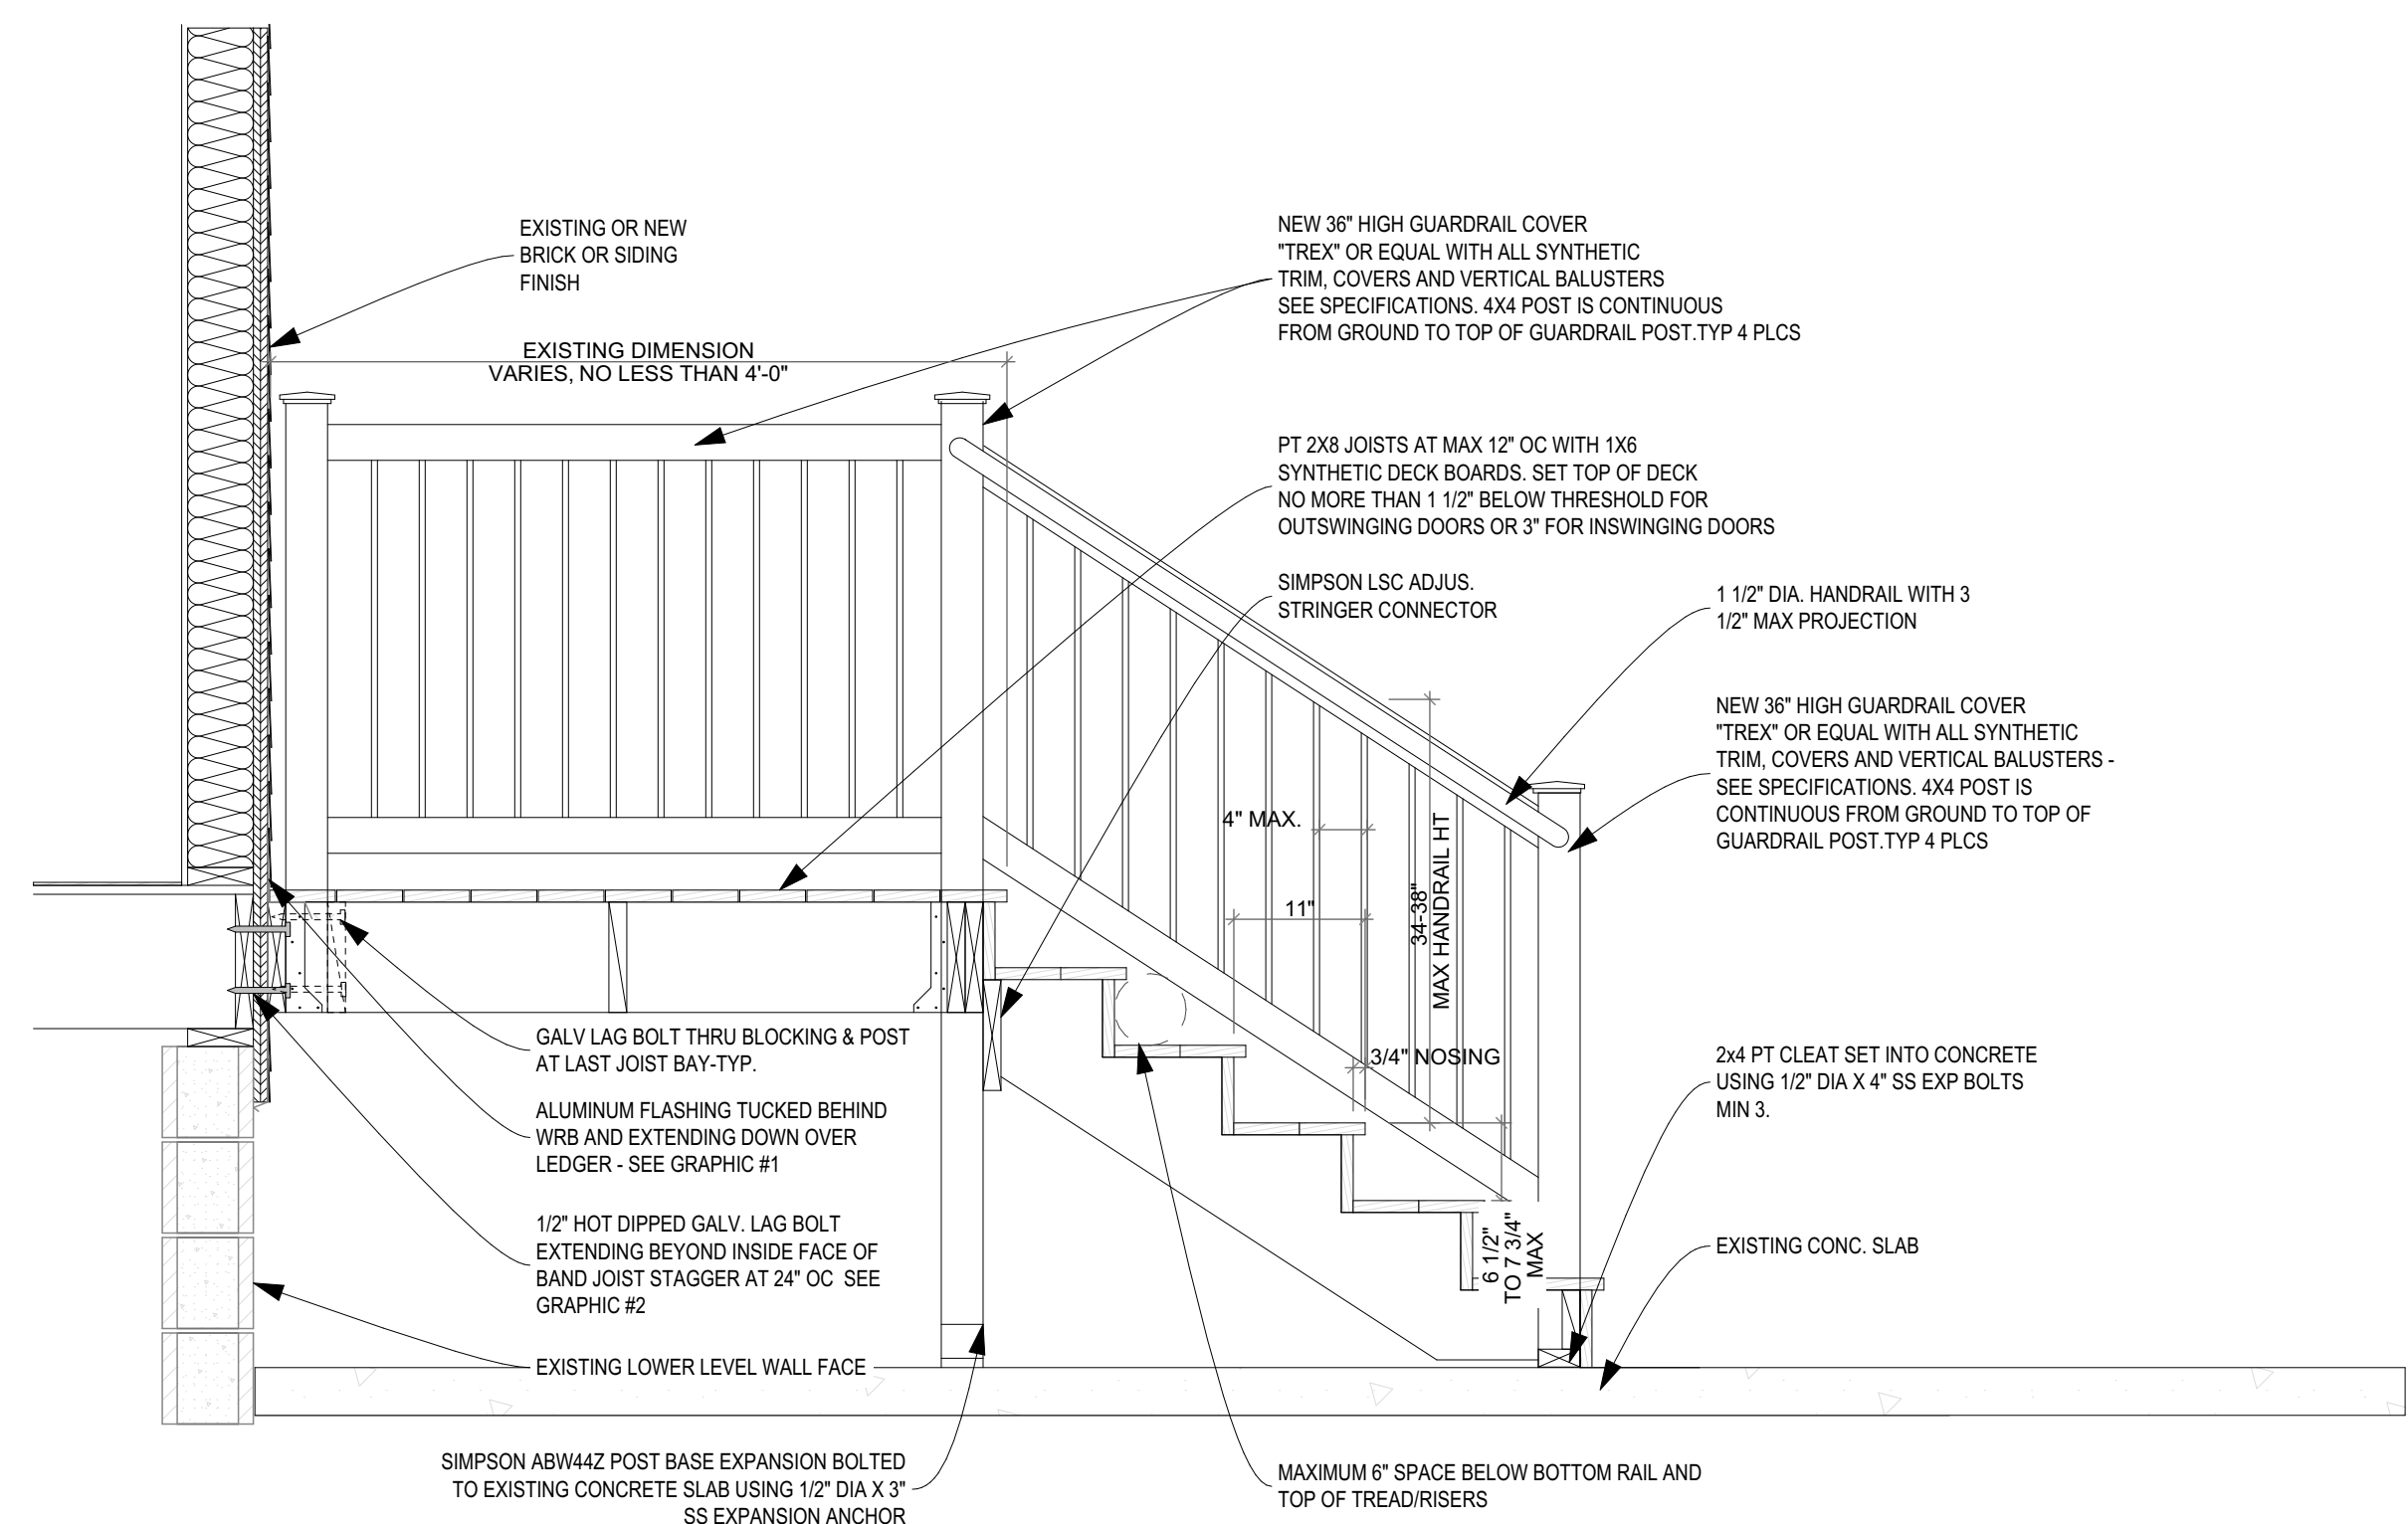 EXISTING OR NEW
BRICK OR SIDING
FINISH
EXISTING DIMENSION
VARIES, NO LESS THAN 4'-0"
NEW 36" HIGH GUARDRAIL COVER
"TREX" OR EQUAL WITH ALL SYNTHETIC
TRIM, COVERS AND VERTICAL BALUSTERS
SEE SPECIFICATIONS. 4X4 POST IS CONTINUOUS
FROM GROUND TO TOP OF GUARDRAIL POST.TYP 4 PLCS
PT 2X8 JOISTS AT MAX 12" OC WITH 1X6
SYNTHETIC DECK BOARDS. SET TOP OF DECK
NO MORE THAN 1 1/2" BELOW THRESHOLD FOR
OUTSWINGING DOORS OR 3" FOR INSWINGING DOORS
SIMPSON LSC ADJUS.
STRINGER CONNECTOR
1 1/2" DIA. HANDRAIL WITH 3
1/2" MAX PROJECTION
NEW 36" HIGH GUARDRAIL COVER
"TREX" OR EQUAL WITH ALL SYNTHETIC
TRIM, COVERS AND VERTICAL BALUSTERS -
SEE SPECIFICATIONS. 4X4 POST IS
CONTINUOUS FROM GROUND TO TOP OF
GUARDRAIL POST.TYP 4 PLCS
4" MAX.
11"
34-38"
MAX HANDRAIL HT
3/4" NOSING
6 1/2"
TO 7 3/4"
MAX
2x4 PT CLEAT SET INTO CONCRETE
USING 1/2" DIA X 4" SS EXP BOLTS
MIN 3.
EXISTING CONC. SLAB
GALV LAG BOLT THRU BLOCKING & POST
AT LAST JOIST BAY-TYP.
ALUMINUM FLASHING TUCKED BEHIND
WRB AND EXTENDING DOWN OVER
LEDGER - SEE GRAPHIC #1
1/2" HOT DIPPED GALV. LAG BOLT
EXTENDING BEYOND INSIDE FACE OF
BAND JOIST STAGGER AT 24" OC SEE
GRAPHIC #2
EXISTING LOWER LEVEL WALL FACE
SIMPSON ABW44Z POST BASE EXPANSION BOLTED
TO EXISTING CONCRETE SLAB USING 1/2" DIA X 3"
SS EXPANSION ANCHOR
MAXIMUM 6" SPACE BELOW BOTTOM RAIL AND
TOP OF TREAD/RISERS